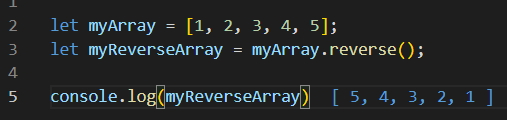 2 let myArray = [1, 2, 3, 4, 5];
3 let myReverseArray = myArray.reverse();
4
5 console.log(myReverseArray) [ 5, 4, 3, 2, 1 ]